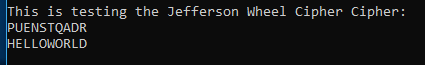 This is testing the Jefferson Wheel Cipher Cipher:
PUENSTQADR
HELLOWORLD